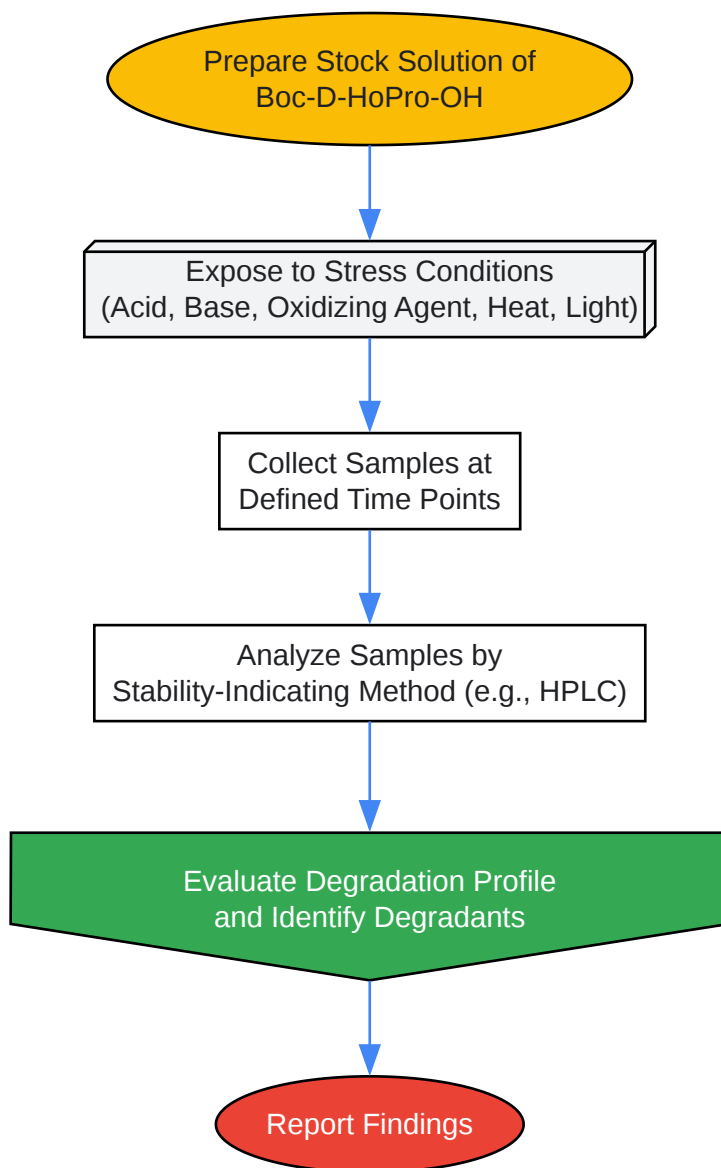 Prepare Stock Solution of
Boc-D-HoPro-OH
Expose to Stress Conditions
(Acid, Base, Oxidizing Agent, Heat, Light)
Collect Samples at
Defined Time Points
Analyze Samples by
Stability-Indicating Method (e.g., HPLC)
Evaluate Degradation Profile
and Identify Degradants
Report Findings